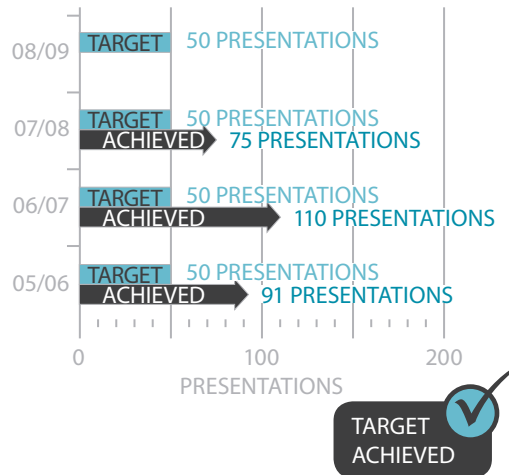 08/09 TARGET 50 PRESENTATIONS
TARGET 50 PRESENTATIONS
07/08 ACHIEVED 75 PRESENTATIONS
TARGET 50 PRESENTATIONS
06/07 ACHIEVED 110 PRESENTATIONS
TARGET 50 PRESENTATIONS
05/06 ACHIEVED 91 PRESENTATIONS
0 100 200
PRESENTATIONS
TARGET
ACHIEVED